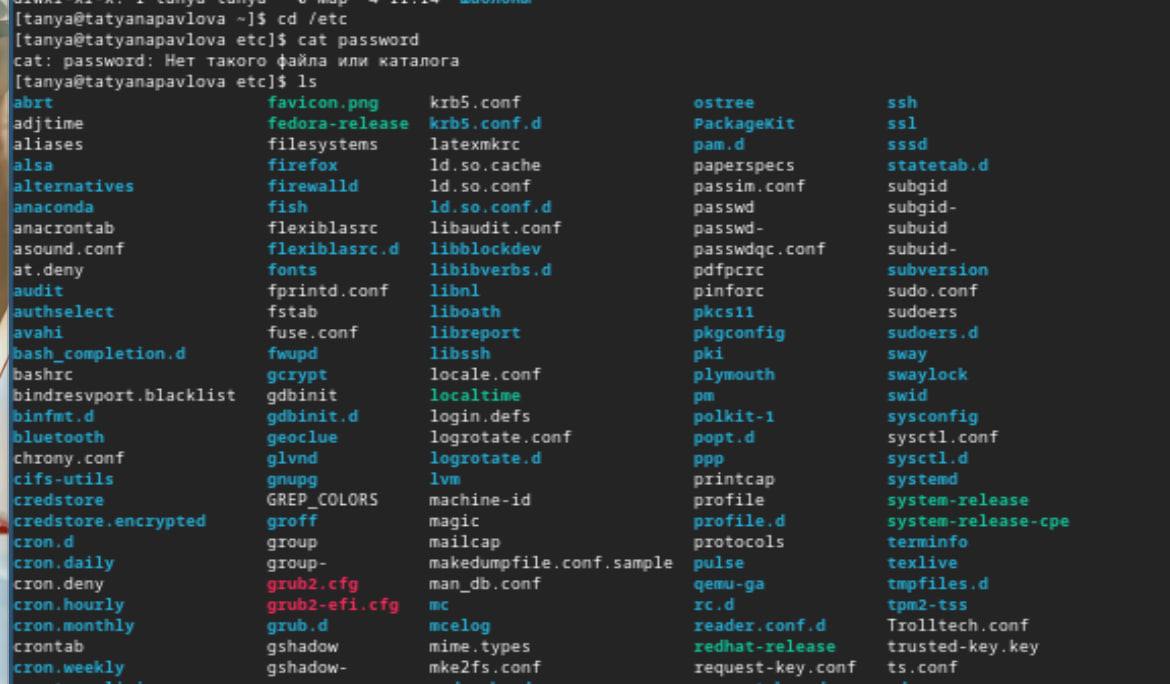 [tanya@tatyanapavlova ~]$ cd /etc
[tanya@tatyanapavlova etc]$ cat password
cat: password: Нет такого файла или каталога
[tanya@tatyanapavlova etc]$ ls
abrt favicon.png krb5.conf ostree ssh
adjtime fedora-release krb5.conf.d PackageKit ssl
aliases filesystems latexmkrc pam.d sssd
alsa firefox ld.so.cache paperspecs statetab.d
alternatives firewalld ld.so.conf passim.conf subgid
anaconda fish ld.so.conf.d passwd subgid-
anacrontab flexiblasrc libaudit.conf passwd- subuid
asound.conf flexiblasrc.d libblockdev passwdqc.conf subuid-
at.deny fonts libibverbs.d pdfpcrc subversion
audit fprintd.conf libnl pinforc sudo.conf
authselect fstab liboath pkcs11 sudoers
avahi fuse.conf libreport pkgconfig sudoers.d
bash_completion.d fwupd libssh pki sway
bashrc gcrypt locale.conf plymouth swaylock
bindresvport.blacklist gdbinit localtime pm swid
binfmt.d gdbinit.d login.defs polkit-1 sysconfig
bluetooth geoclue logrotate.conf popt.d sysctl.conf
chrony.conf glvnd logrotate.d ppp sysctl.d
cifs-utils gnupg lvm printcap systemd
credstore GREP_COLORS machine-id profile system-release
credstore.encrypted groff magic profile.d system-release-cpe
cron.d group mailcap protocols terminfo
cron.daily group- makedumpfile.conf.sample pulse texlive
cron.deny grub2.cfg man_db.conf qemu-ga tmpfiles.d
cron.hourly grub2-efi.cfg mc rc.d tpm2-tss
cron.monthly grub.d mcelog reader.conf.d Trolltech.conf
crontab gshadow mime.types redhat-release trusted-key.key
cron.weekly gshadow- mke2fs.conf request-key.conf ts.conf